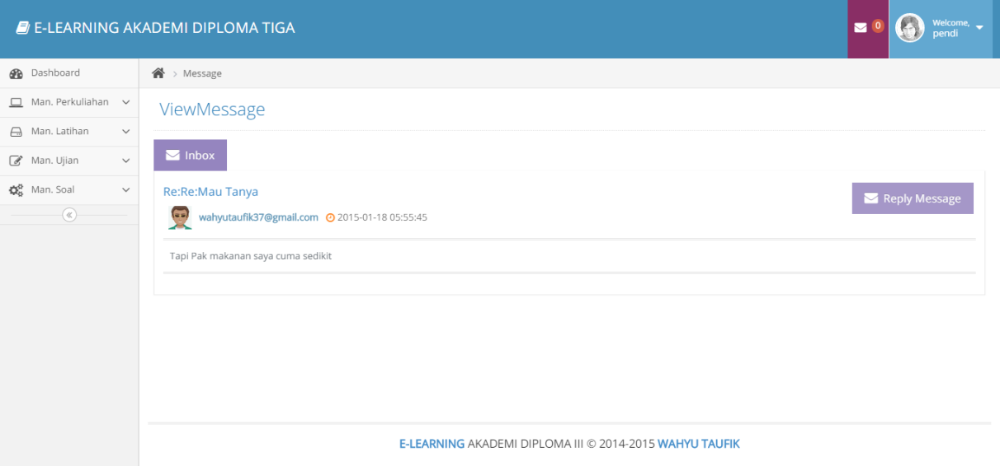 E-LEARNING AKADEMI DIPLOMA TIGA
0
Welcome,
pendi
Dashboard
Man. Perkuliahan
Man. Latihan
Man. Ujian
Man. Soal
> Message
ViewMessage
Inbox
Re:Re:Mau Tanya
Reply Message
wahyutaufik37@gmail.com 2015-01-18 05:55:45
Tapi Pak makanan saya cuma sedikit
E-LEARNING AKADEMI DIPLOMA III © 2014-2015 WAHYU TAUFIK